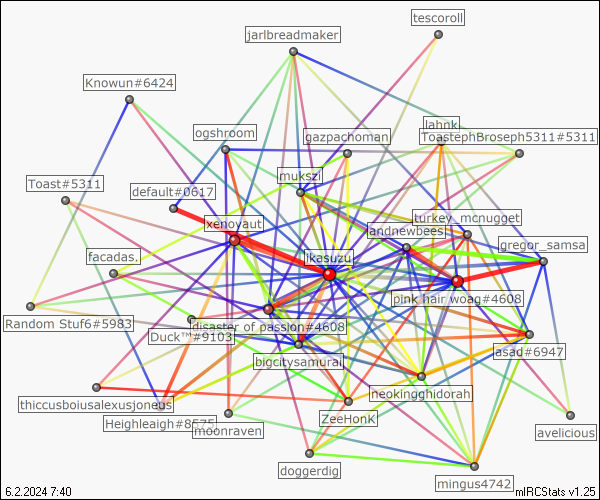 tescoroll
jarlbreadmaker
Knowun#6424
lahnk.
ogshroom
gazpachoman
ToastephBroseph5311#5311
mukszi
Toast#5311
default#0617
turkey_mcnugget
xenoyaut
landnewbees
gregor_samsa
facadas.
ikasuzu
pink hair woag#4608
Random Stuf6#5983
disaster of passion#4608
Duck™#9103
bigcitysamurai
asad#6947
neokingghidorah
thiccusboiusalexusjoneus
ZeeHonK
Heighleaigh#8575
moonraven
avelicious
doggerdig
mingus4742
6.2.2024 7:40
mIRCStats v1.25